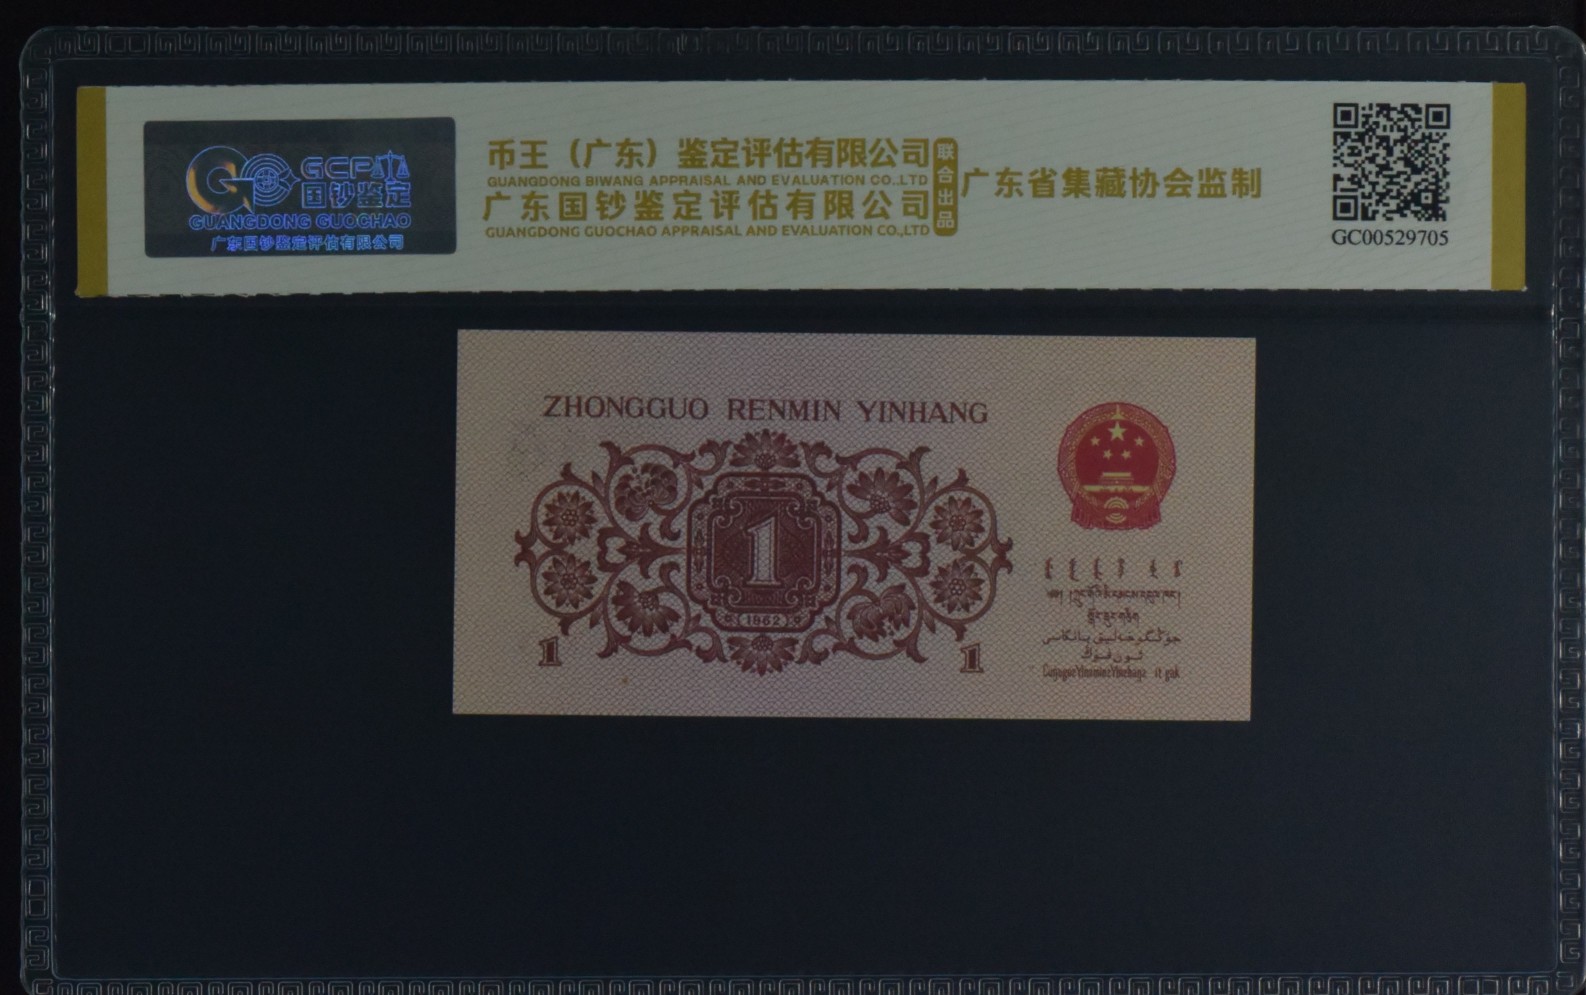 GCP
国钞鉴定
GUANGDONG GUOCHAO
广东国钞鉴定评估有限公司
币王（广东）鉴定评估有限公司
GUANGDONG BIWANG APPRAISAL AND EVALUATION CO.,LTD
广东国钞鉴定评估有限公司
GUANGDONG GUOCHAO APPRAISAL AND EVALUATION CO.,LTD
联合出品
广东省集藏协会监制
GC00529705
ZHONGGUO RENMIN YINHANG
1
1962
1
1